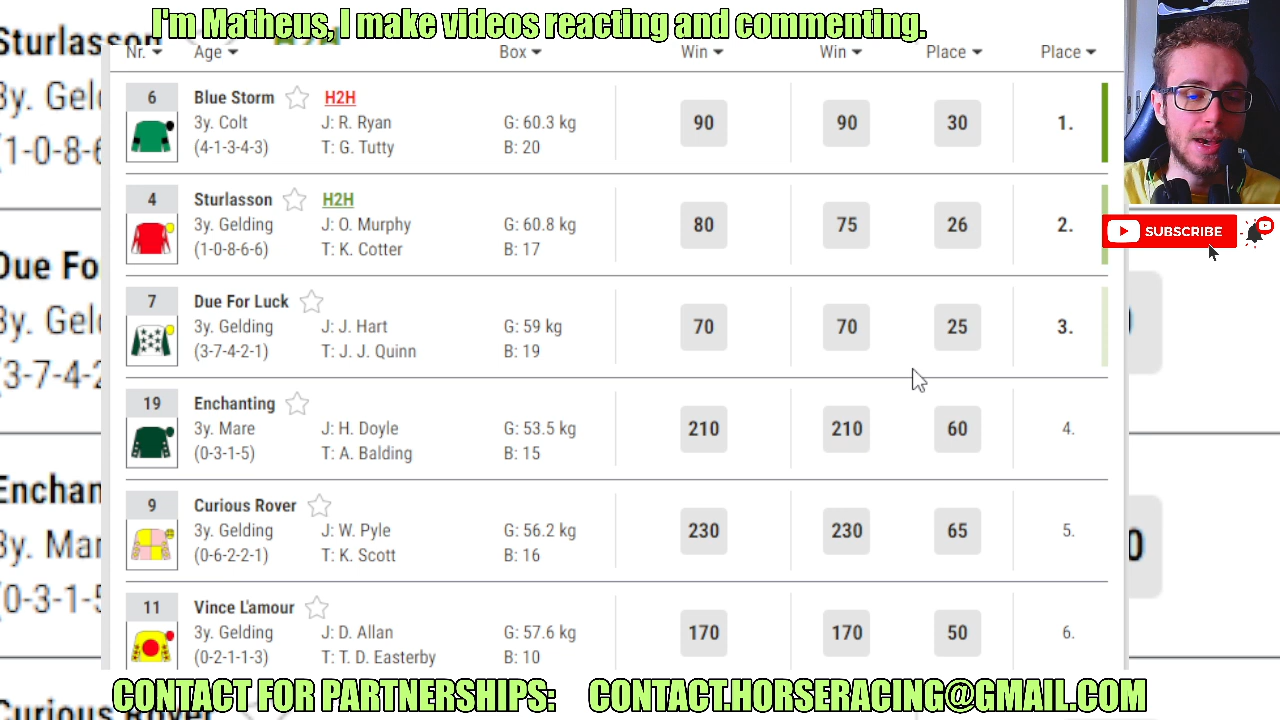 I'm Matheus, I make videos reacting and commenting.
Nr. Age Box Win Win Place Place
6 Blue Storm H2H
3y. Colt J: R. Ryan G: 60.3 kg 90 90 30 1.
(4-1-3-4-3) T: G. Tutty B: 20
4 Sturlasson H2H
3y. Gelding J: O. Murphy G: 60.8 kg 80 75 26 2.
(1-0-8-6-6) T: K. Cotter B: 17
7 Due For Luck
3y. Gelding J: J. Hart G: 59 kg 70 70 25 3.
(3-7-4-2-1) T: J. J. Quinn B: 19
19 Enchanting
3y. Mare J: H. Doyle G: 53.5 kg 210 210 60 4.
(0-3-1-5) T: A. Balding B: 15
9 Curious Rover
3y. Gelding J: W. Pyle G: 56.2 kg 230 230 65 5.
(0-6-2-2-1) T: K. Scott B: 16
11 Vince L'amour
3y. Gelding J: D. Allan G: 57.6 kg 170 170 50 6.
(0-2-1-1-3) T: T. D. Easterby B: 10
SUBSCRIBE
CONTACT FOR PARTNERSHIPS: CONTACT.HORSERACING@GMAIL.COM